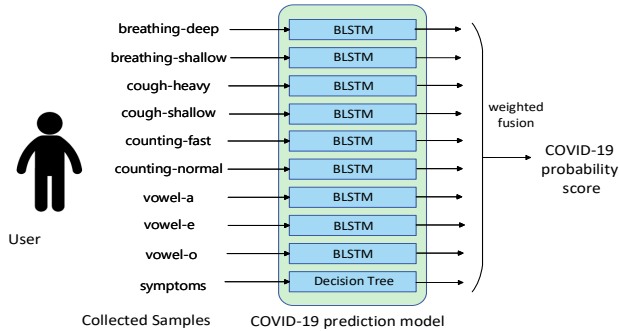 breathing-deep BLSTM
breathing-shallow BLSTM
cough-heavy BLSTM
cough-shallow BLSTM
counting-fast BLSTM
counting-normal BLSTM
vowel-a BLSTM
vowel-e BLSTM
vowel-o BLSTM
symptoms Decision Tree
weighted
fusion
COVID-19
probability
score
User
Collected Samples
COVID-19 prediction model